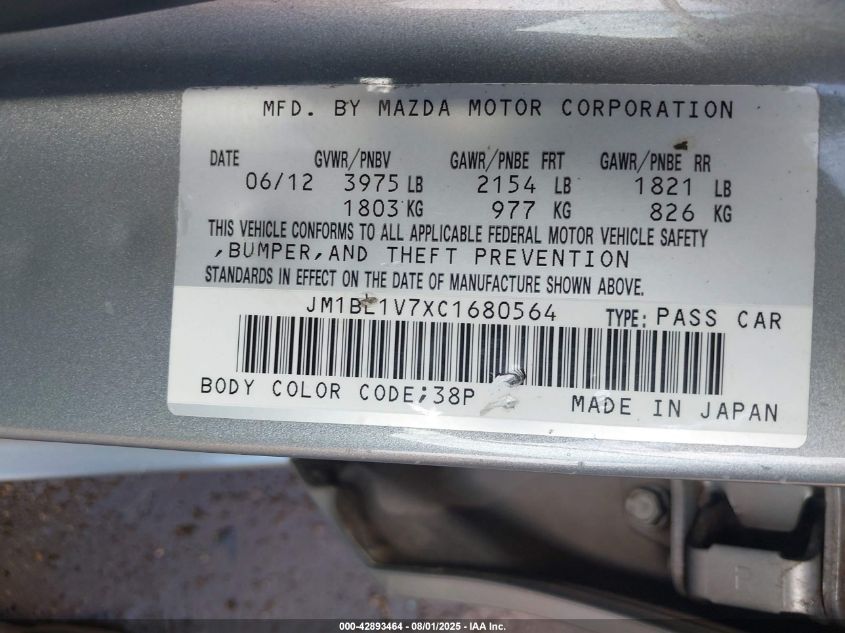 MFD. BY MAZDA MOTOR CORPORATION
DATE GVWR/PNBV GAWR/PNBE FRT GAWR/PNBE RR
06/12 3975 LB 2154 LB 1821 LB
1803 KG 977 KG 826 KG
THIS VEHICLE CONFORMS TO ALL APPLICABLE FEDERAL MOTOR VEHICLE SAFETY
,BUMPER,AND THEFT PREVENTION
STANDARDS IN EFFECT ON THE DATE OF MANUFACTURE SHOWN ABOVE.
JM1BL1V7XC1680564 TYPE: PASS CAR
BODY COLOR CODE;38P
MADE IN JAPAN
R
000-42893464 - 08/01/2025 - IAA Inc.